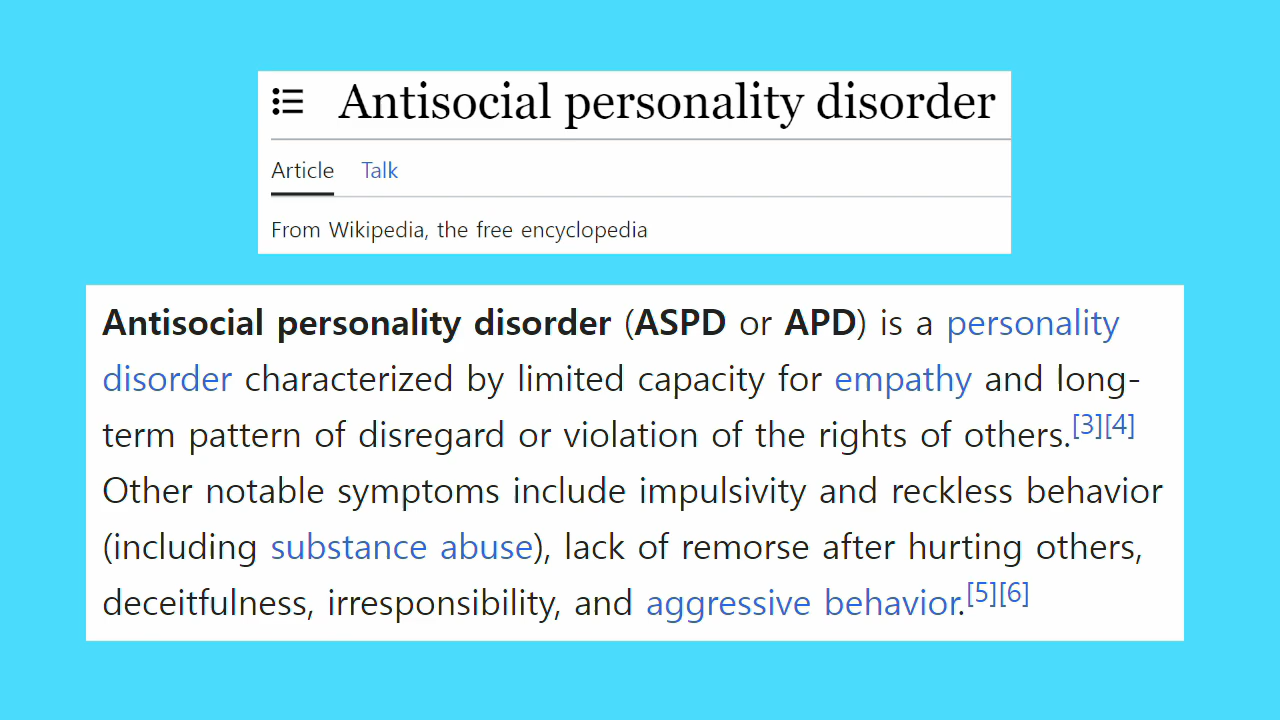 Antisocial personality disorder
Article Talk
From Wikipedia, the free encyclopedia
Antisocial personality disorder (ASPD or APD) is a personality
disorder characterized by limited capacity for empathy and long-
term pattern of disregard or violation of the rights of others.[3][4]
Other notable symptoms include impulsivity and reckless behavior
(including substance abuse), lack of remorse after hurting others,
deceitfulness, irresponsibility, and aggressive behavior.[5][6]